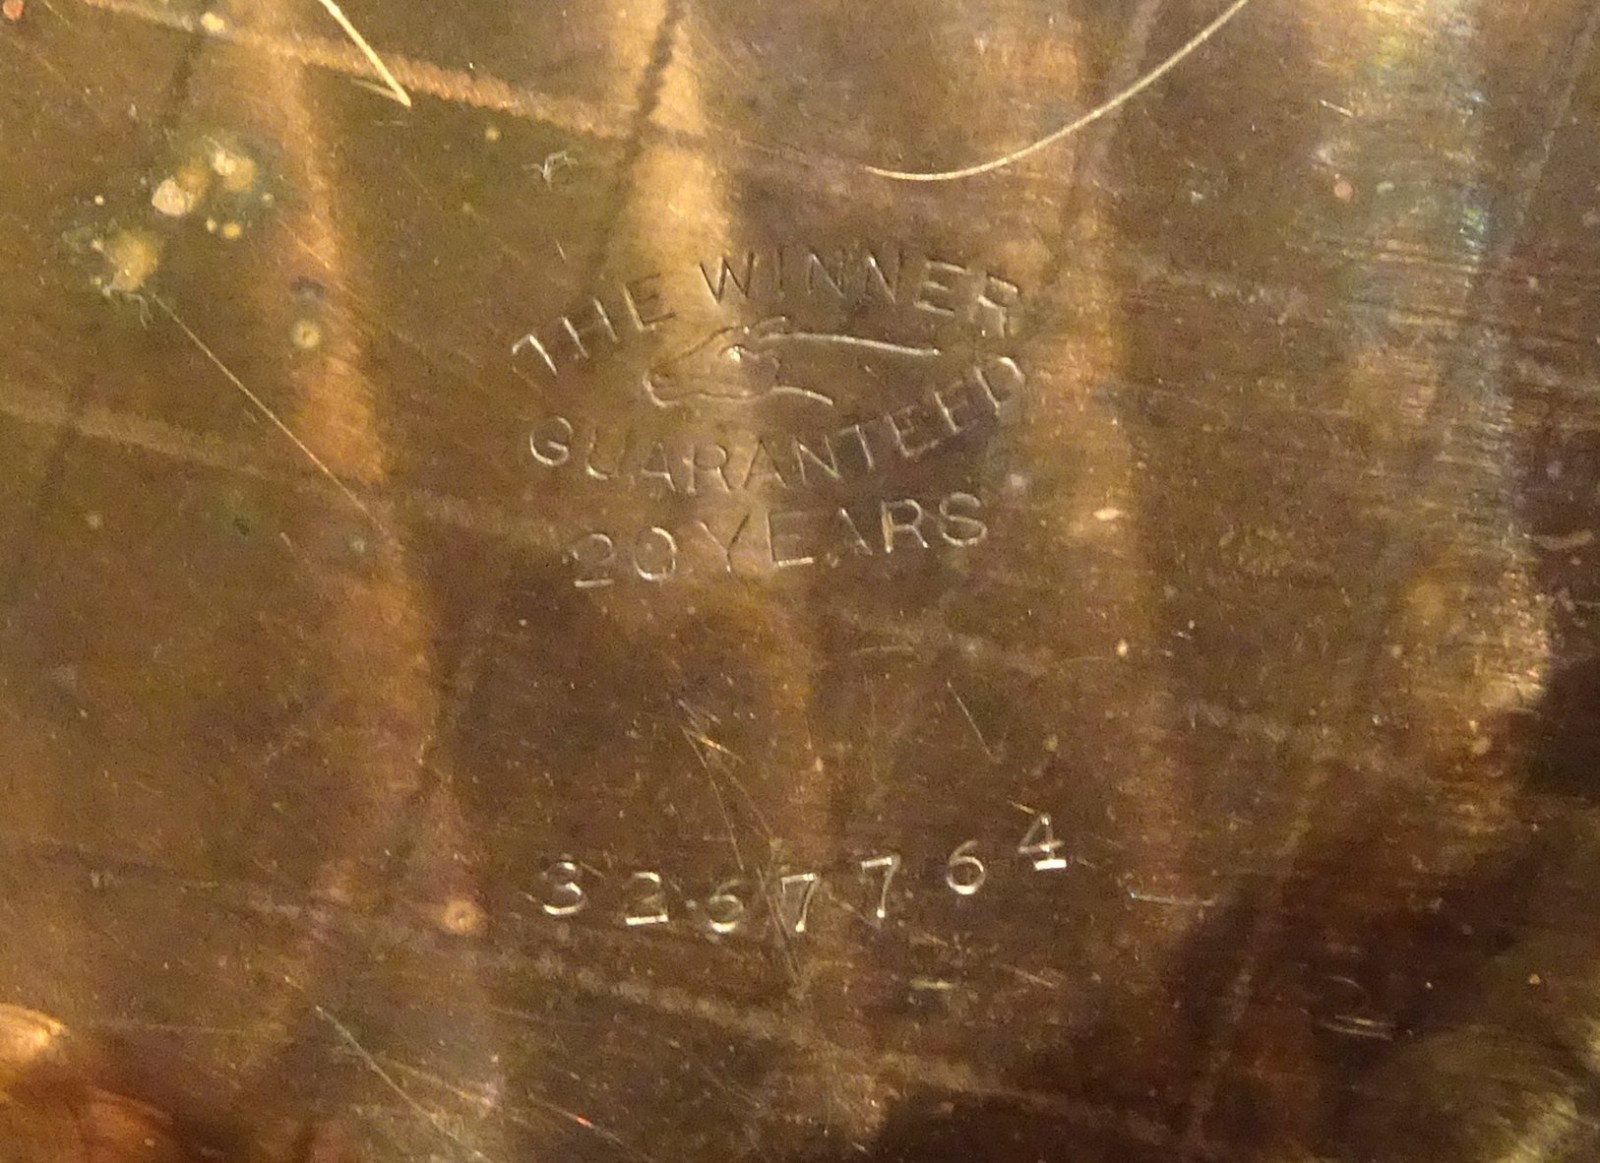 THE WINNER
GUARANTEED
20 YEARS
3267764